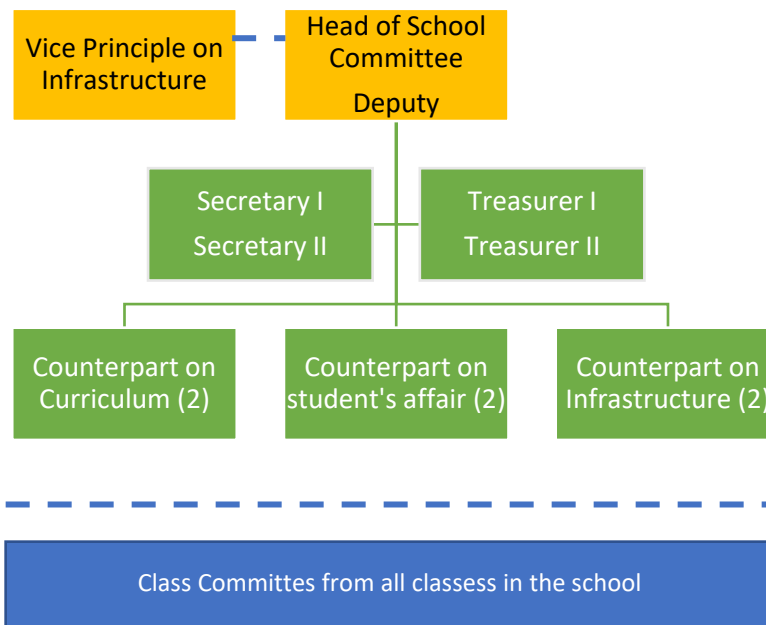 Vice Principle on
Infrastructure
Head of School
Committee
Deputy
Secretary I
Secretary II
Treasurer I
Treasurer II
Counterpart on
Curriculum (2)
Counterpart on
student's affair (2)
Counterpart on
Infrastructure (2)
Class Committes from all classess in the school